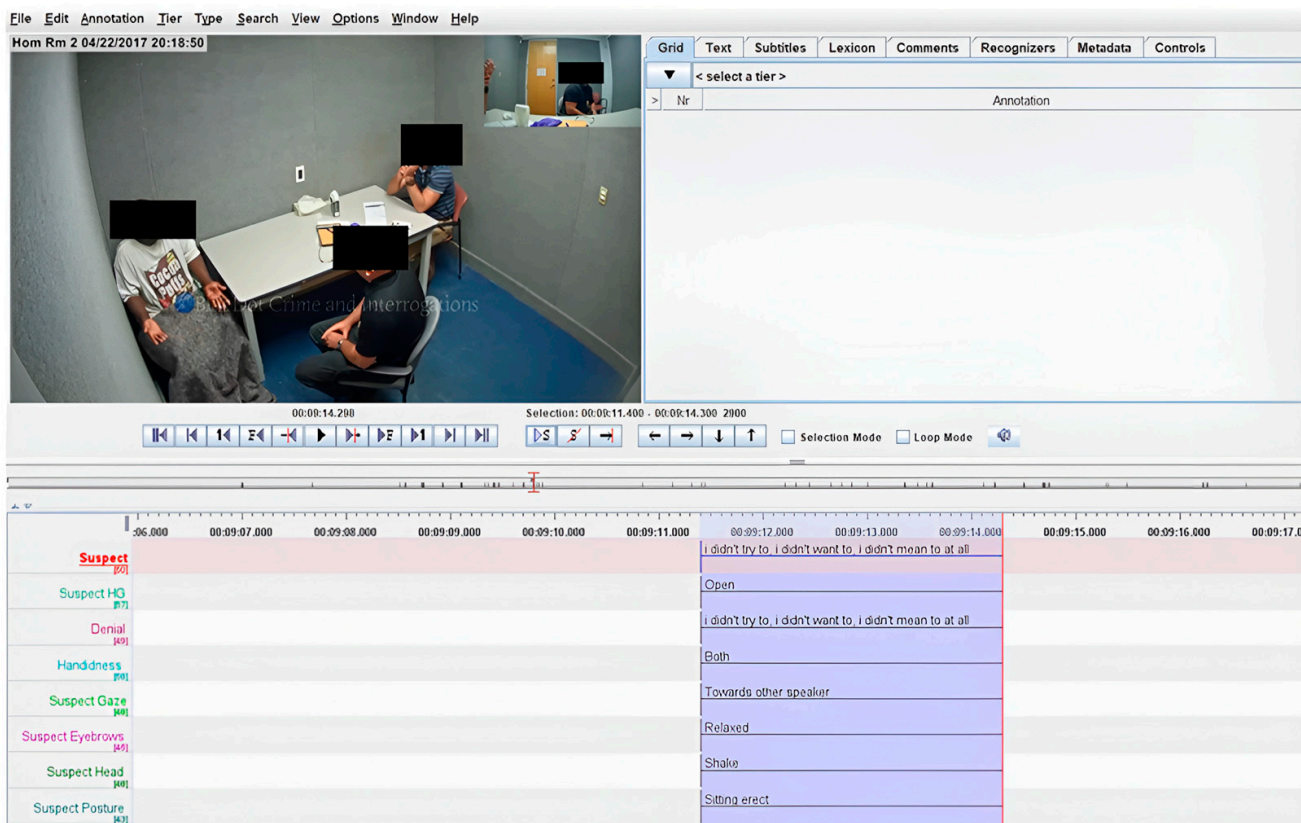 File Edit Annotation Tier Type Search View Options Window Help
Hom Rm 2 04/22/2017 20:18:50
Grid Text Subtitles Lexicon Comments Recognizers Metadata Controls
< select a tier >
> Nr Annotation
Cocoa
Dot Crime and Interrogations
00:09:14.298
Selection: 00:09:11.400 - 00:09:14.300 2900
Selection Mode Loop Mode
:06.000 00:09:07.000 00:09:08.000 00:09:09.000 00:09:10.000 00:09:11.000 00:09:12.000 00:09:13.000 00:09:14.000 00:09:15.000 00:09:16.000 00:09:17.0
Suspect i didn't try to, i didn't want to, i didn't mean to at all
Suspect HG Open
Denial i didn't try to, i didn't want to, i didn't mean to at all
Handidness Both
Suspect Gaze Towards other speaker
Suspect Eyebrows Relaxed
Suspect Head Shake
Suspect Posture Sitting erect